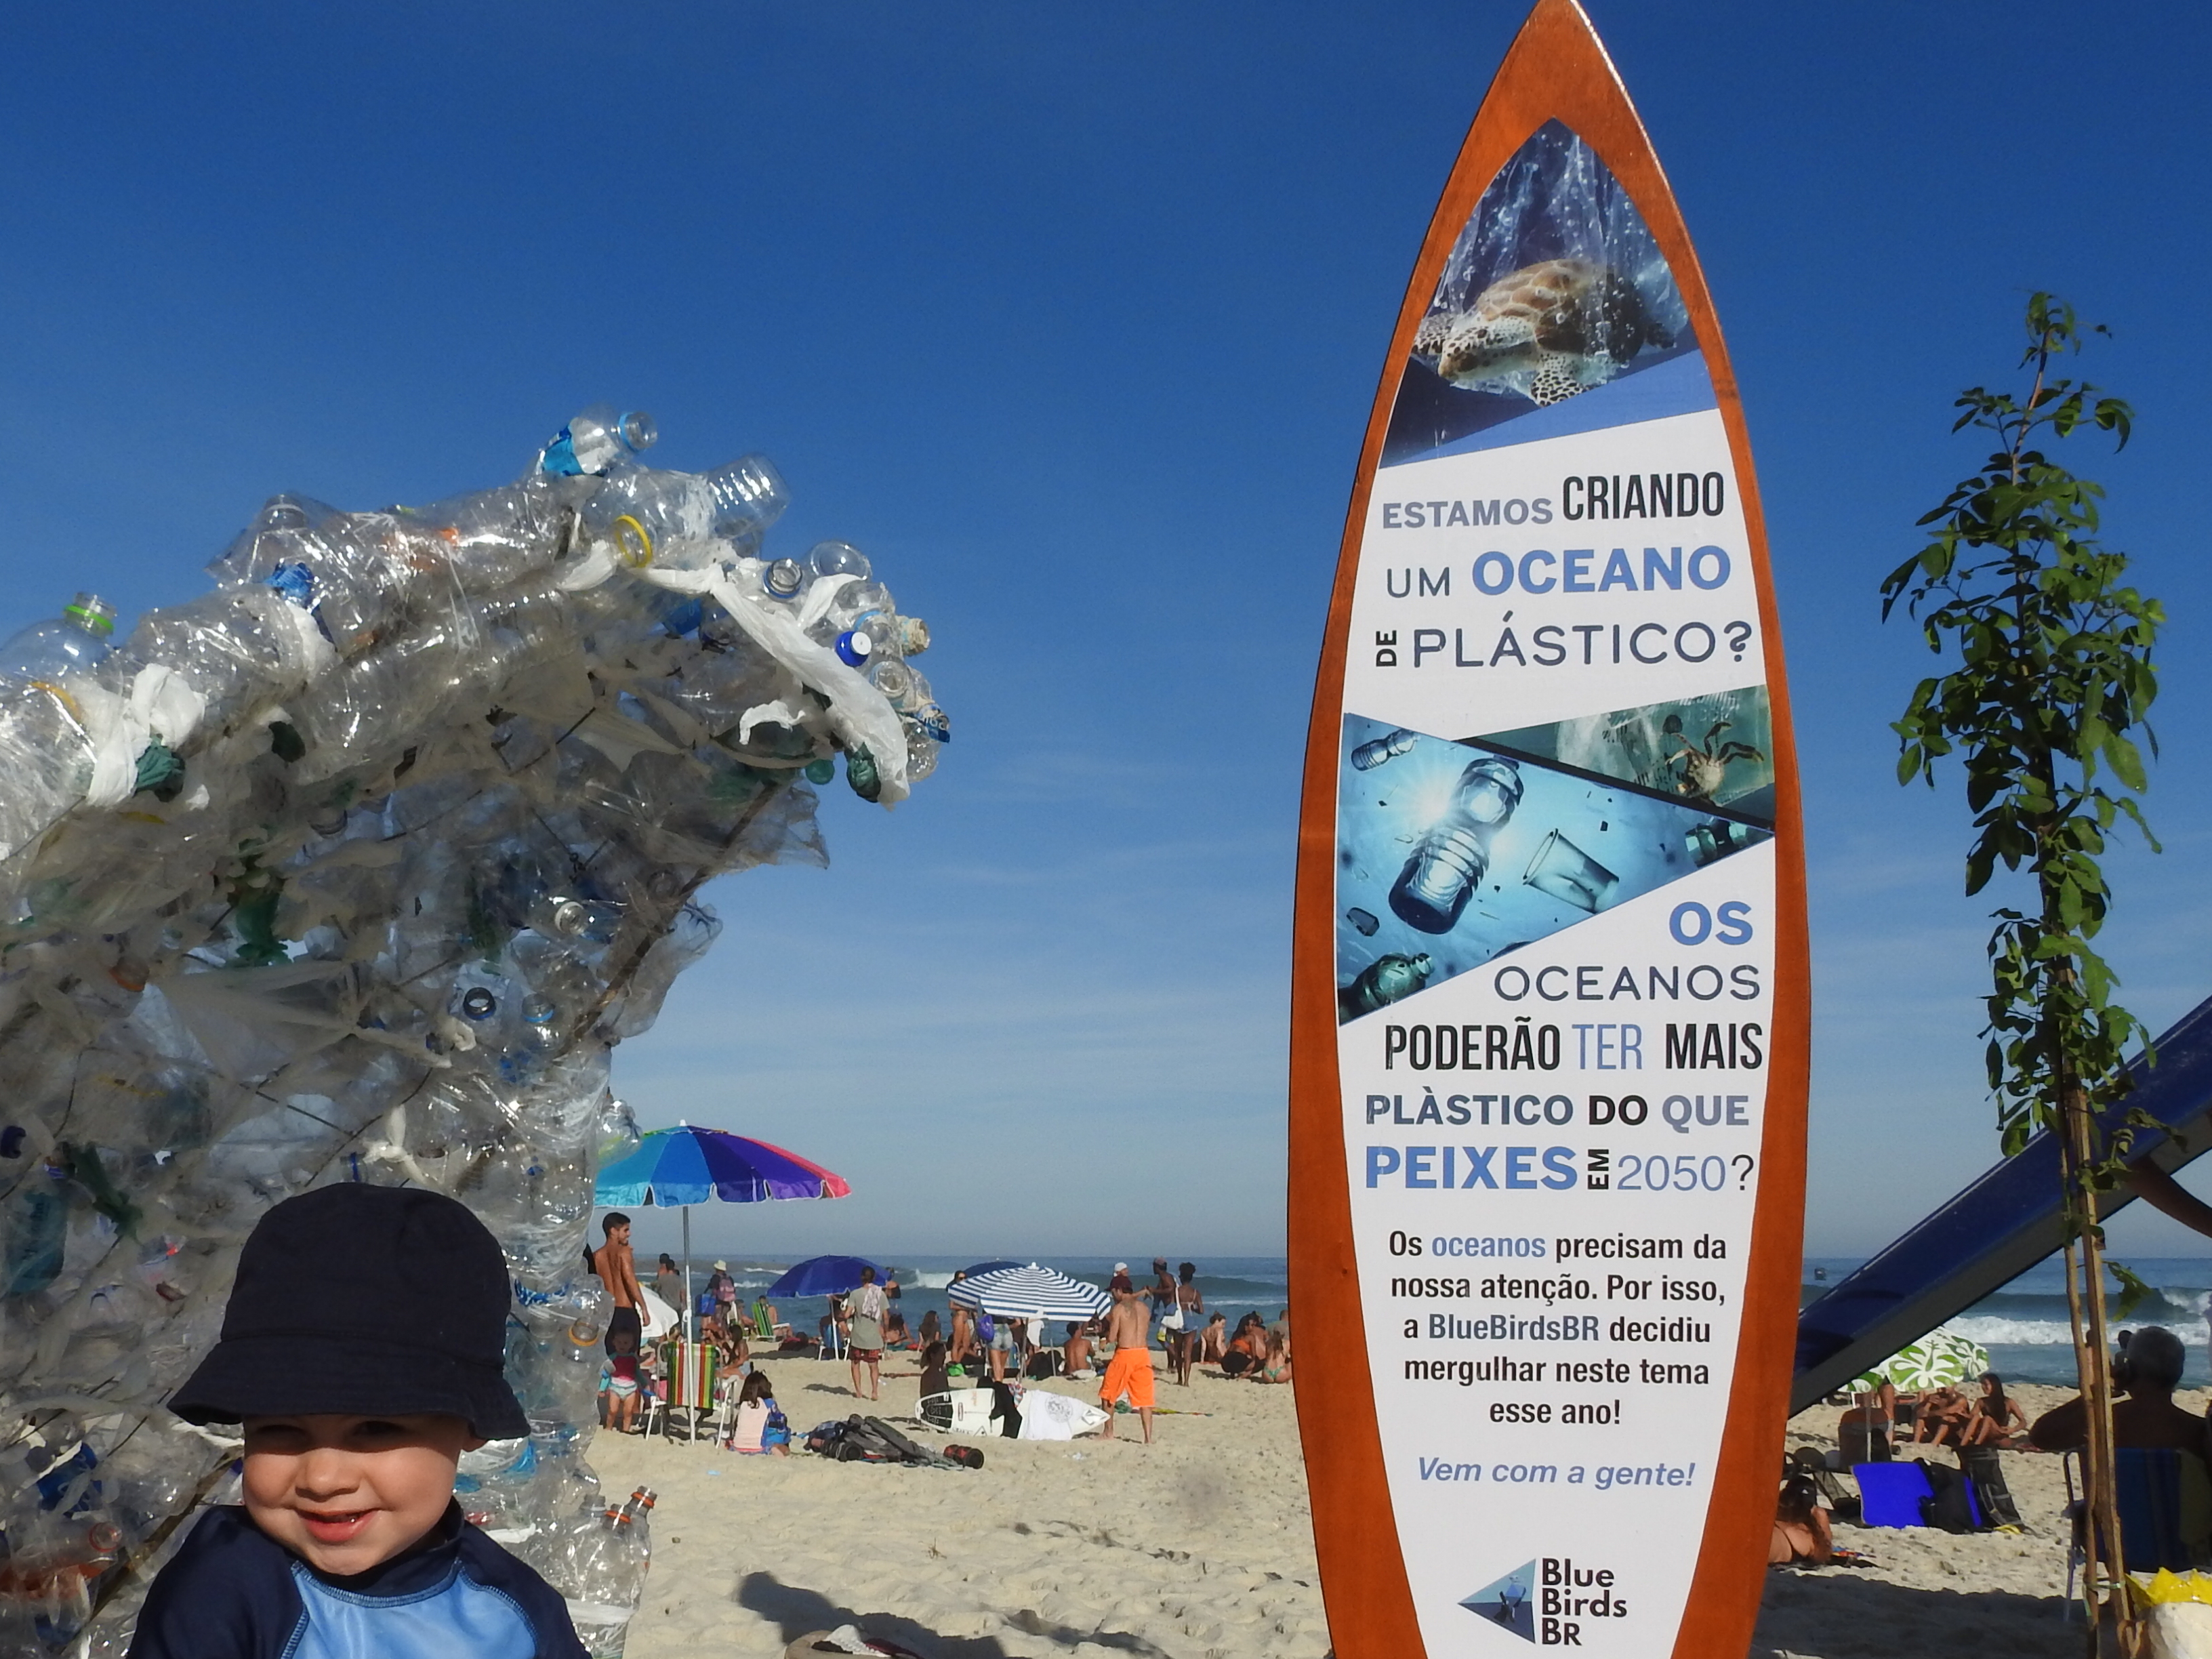 ESTAMOS CRIANDO
UM OCEANO
DE PLÁSTICO?
OS
OCEANOS
PODERÃO TER MAIS
PLÀSTICO DO QUE
PEIXES EM 2050?
Os oceanos precisam da
nossa atenção. Por isso,
a BlueBirdsBR decidiu
mergulhar neste tema
esse ano!
Vem com a gente!
Blue
Birds
BR